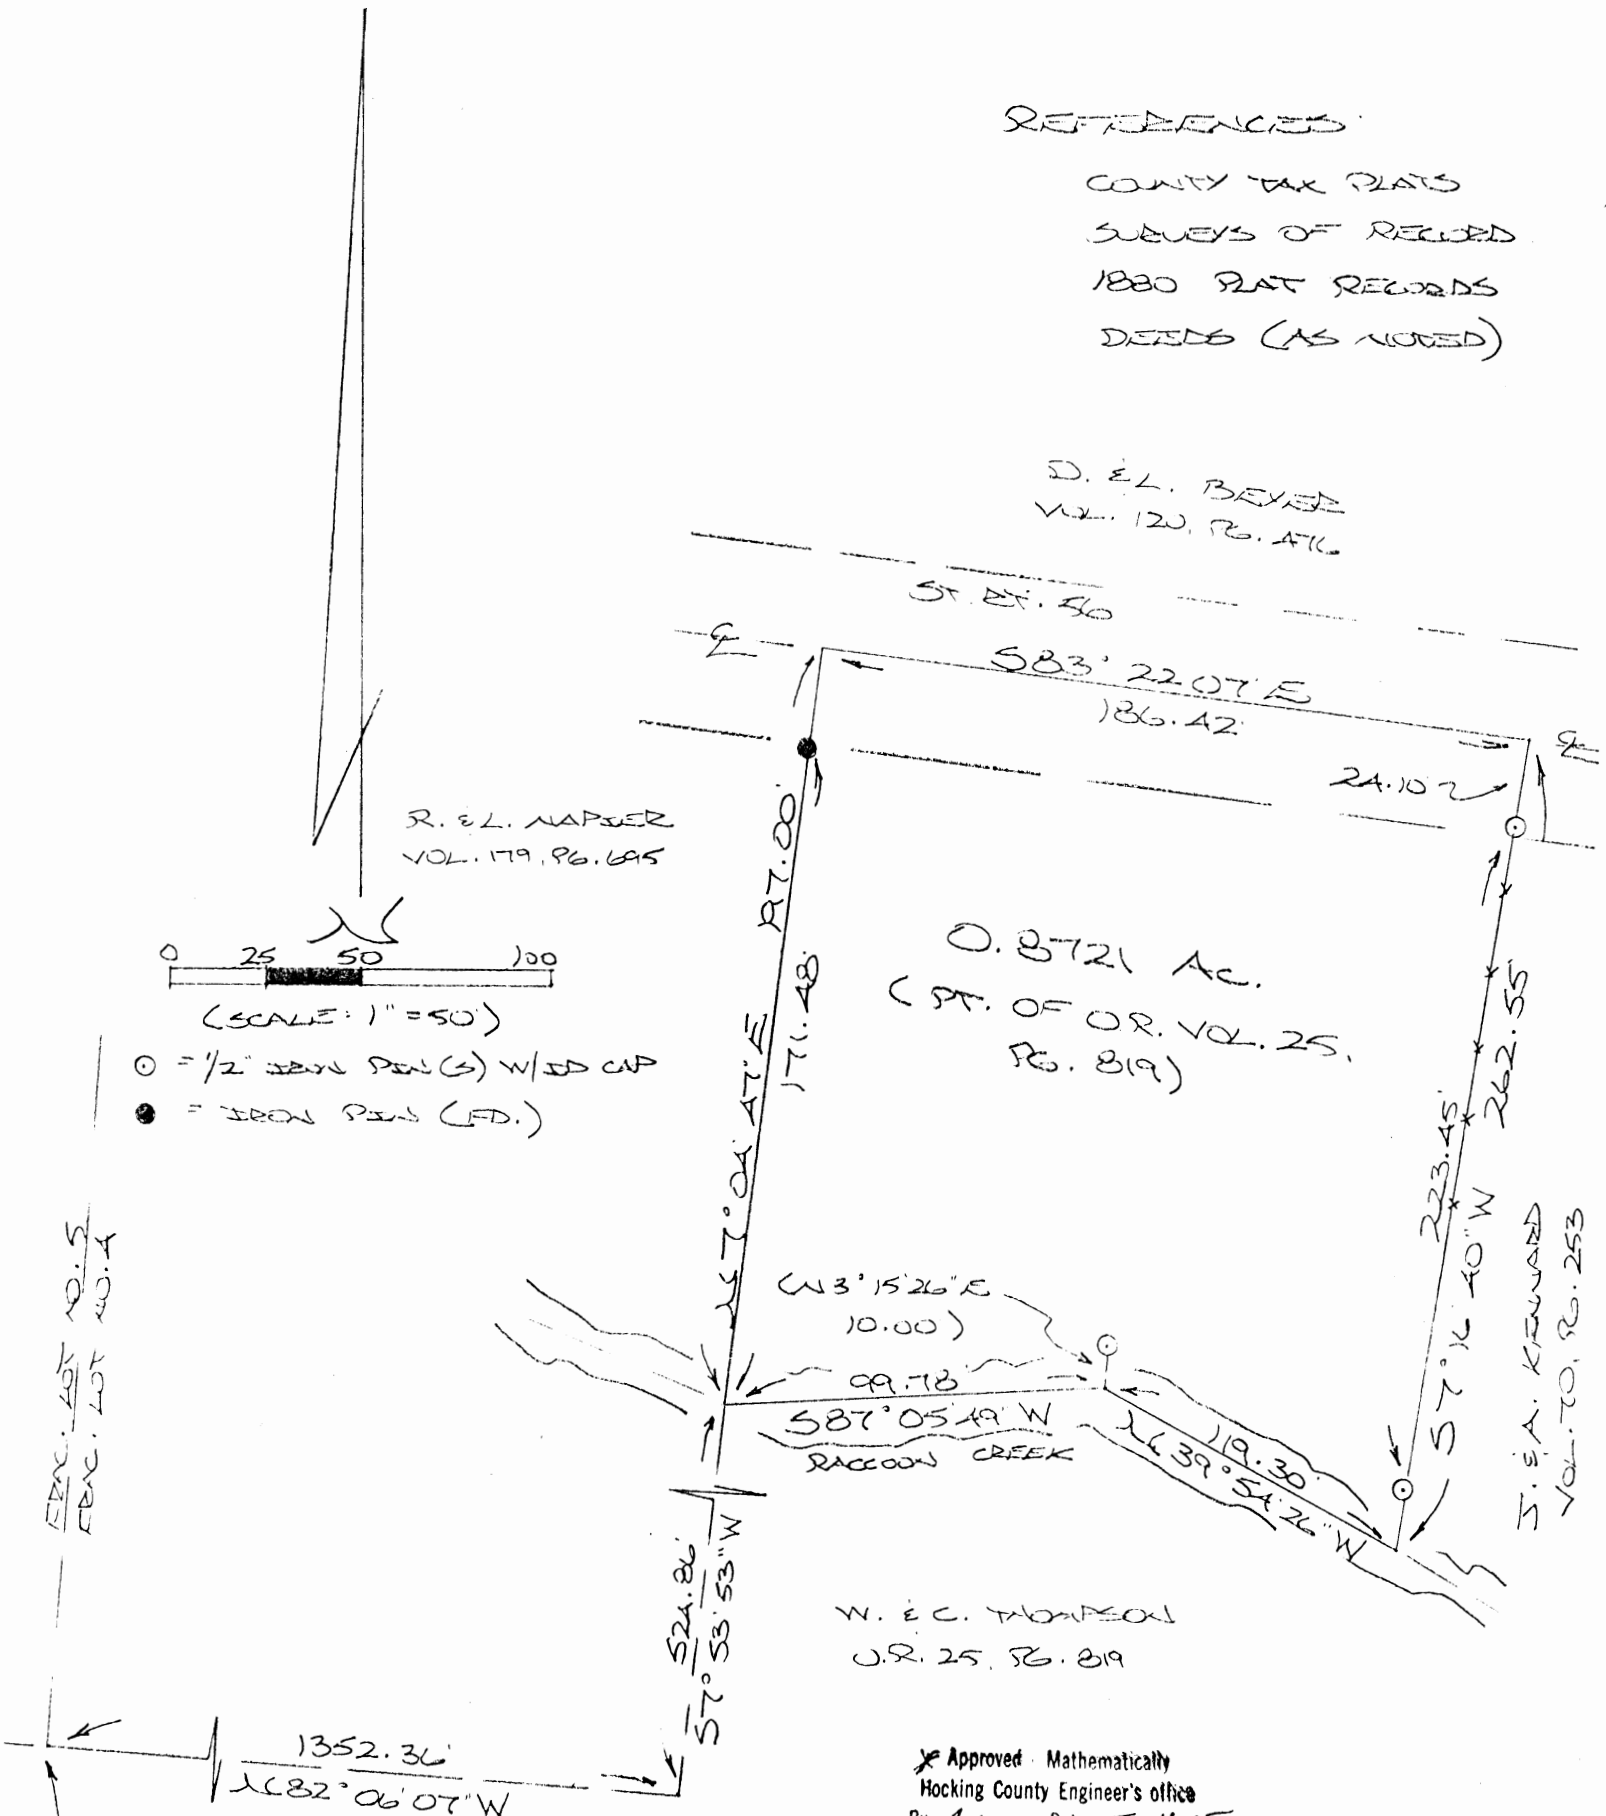 REFERENCES:
COUNTY TAX PLATS
SURVEYS OF RECORD
1880 PLAT RECORDS
DEEDS (AS NOTED)
D. & L. BEYER
VOL. 120, PG. 476
ST. RT. 56
℄
S83°22'07"E
186.42'
℄
24.10'
R. & L. NAPIER
VOL. 179, PG. 695
197.00'
171.48'
N 7°04'47"E
0 25 50 100
(SCALE: 1" = 50')
⊙ = 1/2" IRON PIN(S) W/ID CAP
● = IRON PIN (FD.)
0.8721 AC.
(PT. OF O.R. VOL. 25,
PG. 819)
262.55'
223.45'
S 7°16'40"W
J. & A. KENNARD
VOL. 70, PG. 253
FRAC. LOT NO. 5
FRAC. LOT NO. 4
(N3°15'26"E
10.00')
99.78'
S87°05'49"W
RACCOON CREEK
119.30'
N 39°54'26"W
524.86'
S7°53'53"W
W. & C. THOMPSON
O.R. 25, PG. 819
1352.36'
N 82°06'07"W
Approved Mathematically
Hocking County Engineer's office